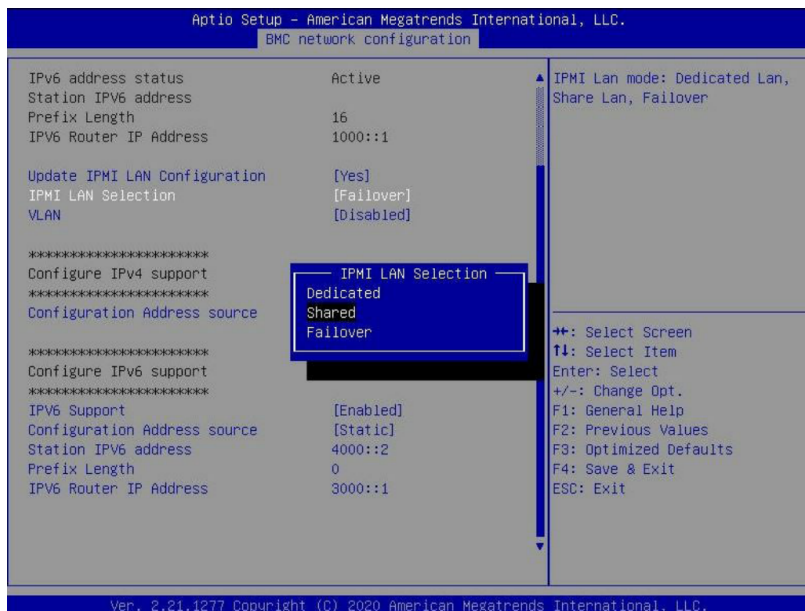 Aptio Setup – American Megatrends International, LLC.
BMC network configuration
IPv6 address status Active
Station IPV6 address
Prefix Length 16
IPV6 Router IP Address 1000::1
Update IPMI LAN Configuration [Yes]
IPMI LAN Selection [Failover]
VLAN [Disabled]
***********************
Configure IPv4 support
***********************
Configuration Address source
***********************
Configure IPv6 support
***********************
IPV6 Support [Enabled]
Configuration Address source [Static]
Station IPV6 address 4000::2
Prefix Length 0
IPV6 Router IP Address 3000::1
IPMI LAN Selection
Dedicated
Shared
Failover
IPMI Lan mode: Dedicated Lan,
Share Lan, Failover
→←: Select Screen
↑↓: Select Item
Enter: Select
+/-: Change Opt.
F1: General Help
F2: Previous Values
F3: Optimized Defaults
F4: Save & Exit
ESC: Exit
Ver. 2.21.1277 Copyright (C) 2020 American Megatrends International, LLC.